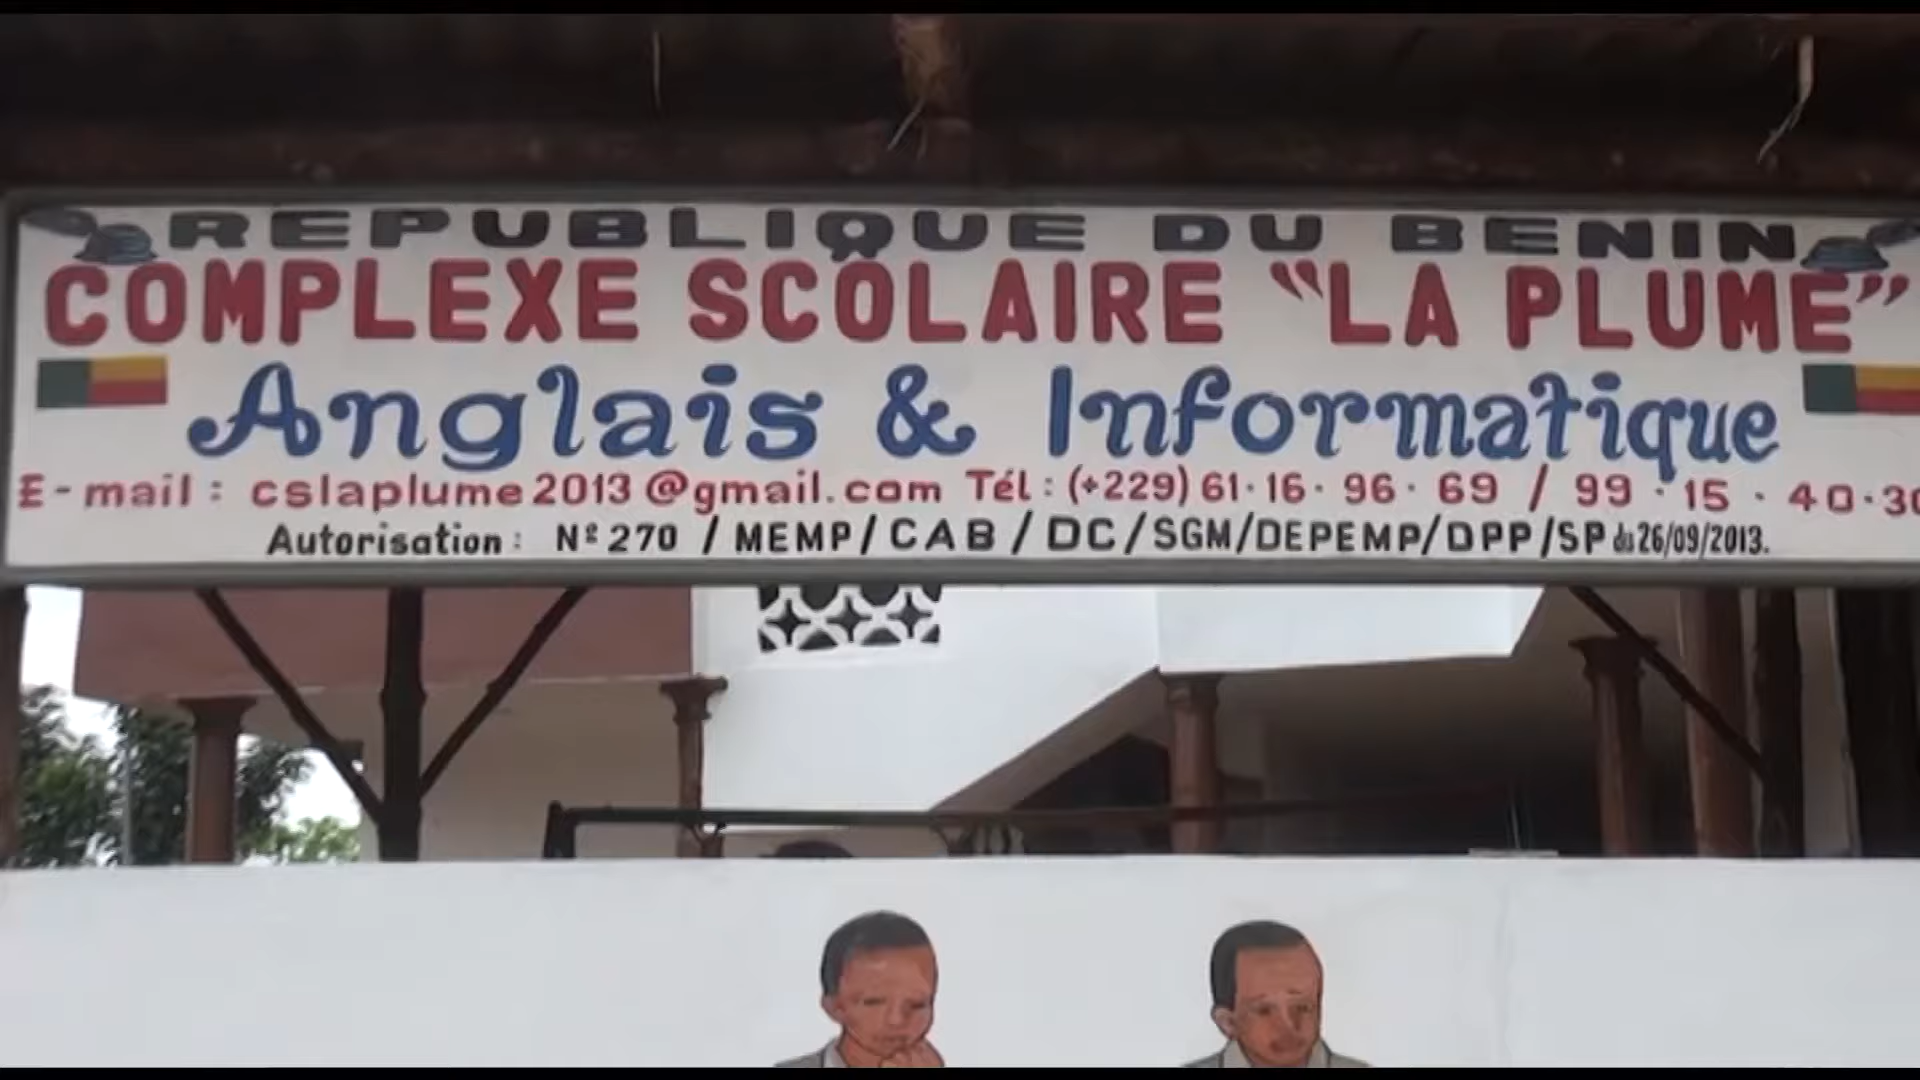 REPUBLIQUE DU BENIN
COMPLEXE SCOLAIRE "LA PLUME"
Anglais & Informatique
E-mail : cslaplume2013@gmail.com Tél : (+229) 61·16·96·69 / 99·15·40·30
Autorisation : Nº 270 / MEMP/CAB/DC/SGM/DEPEMP/DPP/SP du 26/09/2013.